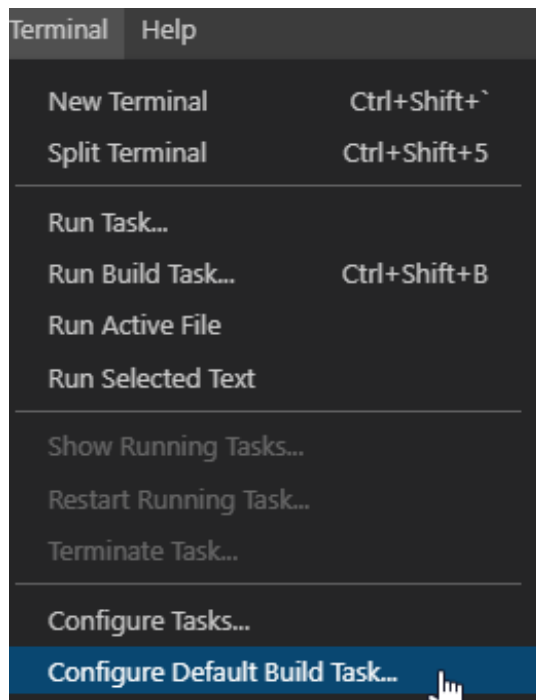 Terminal Help
New Terminal Ctrl+Shift+`
Split Terminal Ctrl+Shift+5
Run Task...
Run Build Task... Ctrl+Shift+B
Run Active File
Run Selected Text
Show Running Tasks...
Restart Running Task...
Terminate Task...
Configure Tasks...
Configure Default Build Task...